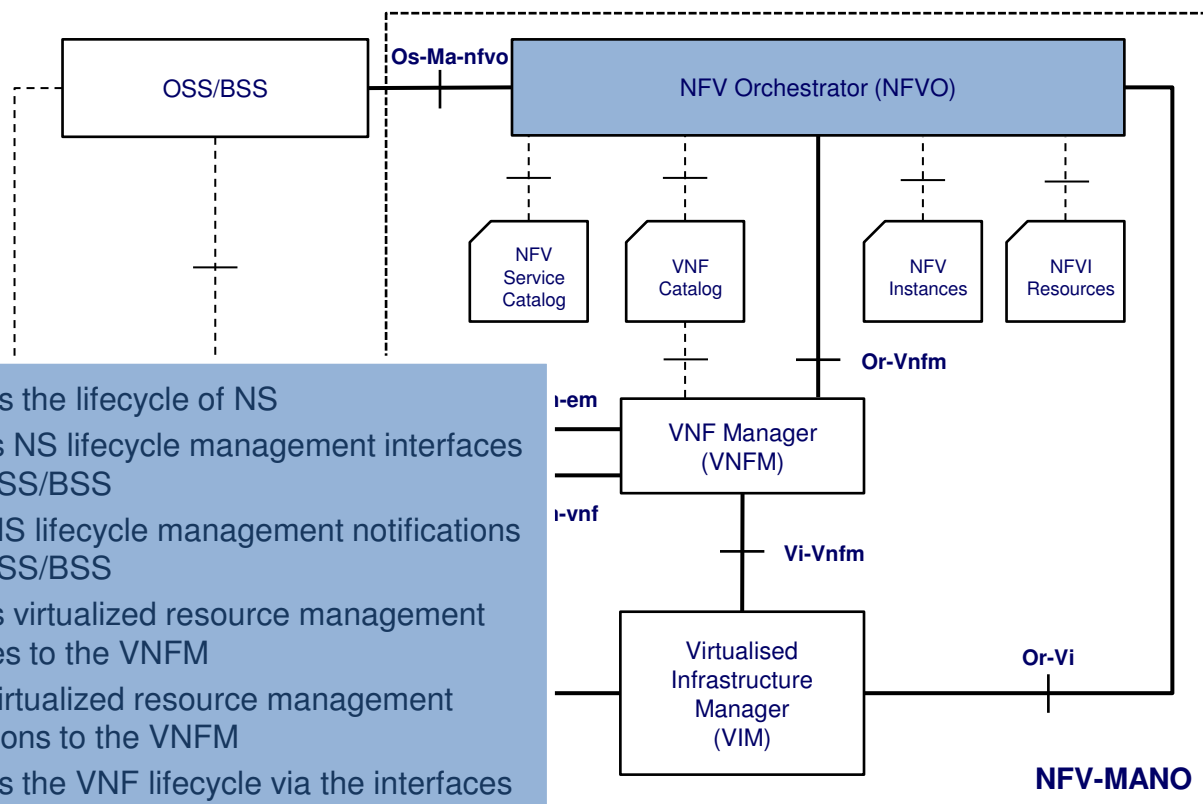 Os-Ma-nfvo
OSS/BSS
NFV Orchestrator (NFVO)
NFV
Service
Catalog
VNF
Catalog
NFV
Instances
NFVI
Resources
Or-Vnfm
-em
VNF Manager
(VNFM)
-vnf
Vi-Vnfm
Virtualised
Infrastructure
Manager
(VIM)
Or-Vi
NFV-MANO
s the lifecycle of NS
s NS lifecycle management interfaces
SS/BSS
IS lifecycle management notifications
SS/BSS
s virtualized resource management
es to the VNFM
irtualized resource management
ons to the VNFM
s the VNF lifecycle via the interfaces